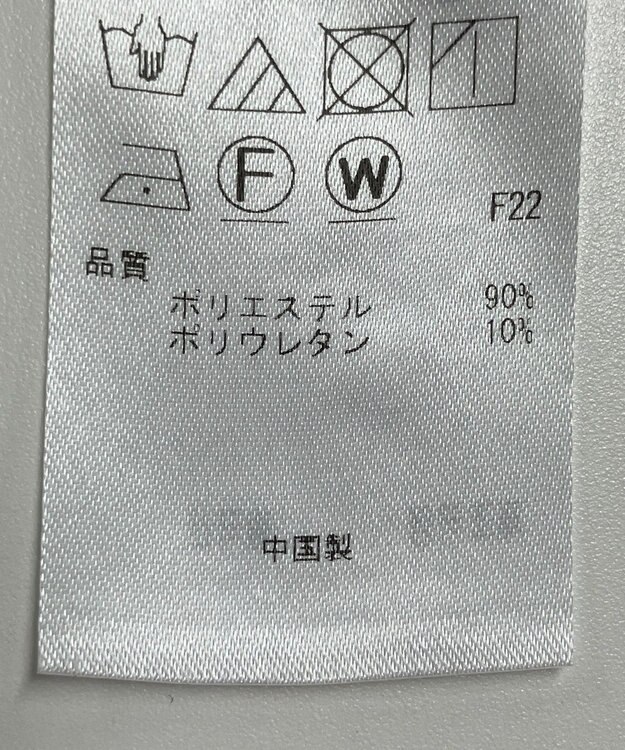 F
W
F22
品質
ポリエステル 90%
ポリウレタン 10%
中国製